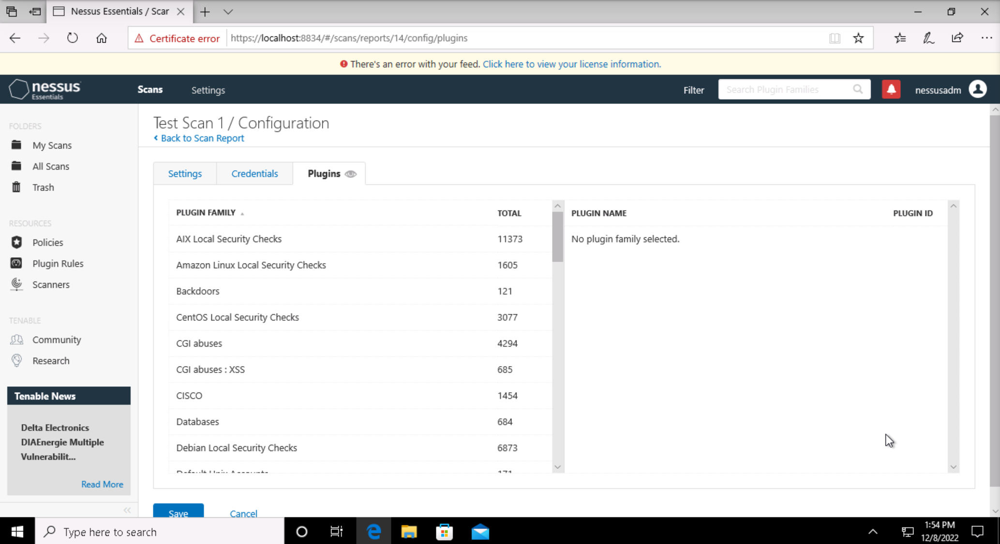 Nessus Essentials / Scar
Certificate error
https://localhost:8834/#/scans/reports/14/config/plugins
There's an error with your feed. Click here to view your license information.
nessus
Essentials
Scans
Settings
Filter
Search Plugin Families
nessusadm
FOLDERS
My Scans
All Scans
Trash
RESOURCES
Policies
Plugin Rules
Scanners
TENABLE
Community
Research
Tenable News
Delta Electronics
DIAEnergie Multiple
Vulnerabilit...
Read More
Test Scan 1 / Configuration
Back to Scan Report
Settings
Credentials
Plugins
PLUGIN FAMILY TOTAL
AIX Local Security Checks 11373
Amazon Linux Local Security Checks 1605
Backdoors 121
CentOS Local Security Checks 3077
CGI abuses 4294
CGI abuses : XSS 685
CISCO 1454
Databases 684
Debian Local Security Checks 6873
Default Unix Accounts 171
PLUGIN NAME PLUGIN ID
No plugin family selected.
Save
Cancel
Type here to search
1:54 PM
12/8/2022